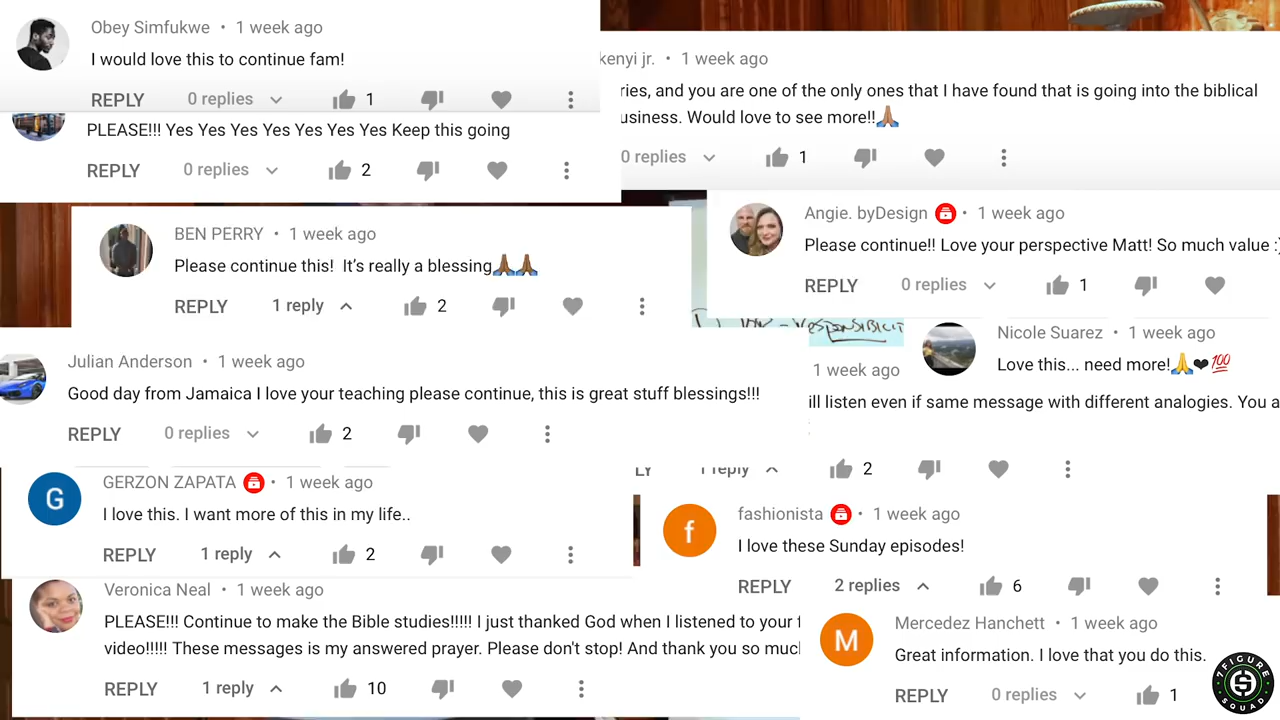 Obey Simfukwe • 1 week ago
I would love this to continue fam!
REPLY 0 replies 1
PLEASE!!! Yes Yes Yes Yes Yes Yes Yes Keep this going
REPLY 0 replies 2
kenyi jr. • 1 week ago
ries, and you are one of the only ones that I have found that is going into the biblical
usiness. Would love to see more!!🙏🏽
0 replies 1
BEN PERRY • 1 week ago
Please continue this! It's really a blessing🙏🏽🙏🏽
REPLY 1 reply 2
Angie. byDesign • 1 week ago
Please continue!! Love your perspective Matt! So much value :)
REPLY 0 replies 1
RESPONSIBILIT
Julian Anderson • 1 week ago
Good day from Jamaica I love your teaching please continue, this is great stuff blessings!!!
REPLY 0 replies 2
Nicole Suarez • 1 week ago
Love this... need more!🙏❤💯
1 week ago
ill listen even if same message with different analogies. You a
LY 1 reply 2
GERZON ZAPATA • 1 week ago
I love this. I want more of this in my life..
REPLY 1 reply 2
fashionista • 1 week ago
I love these Sunday episodes!
REPLY 2 replies 6
Veronica Neal • 1 week ago
PLEASE!!! Continue to make the Bible studies!!!!! I just thanked God when I listened to your f
video!!!!! These messages is my answered prayer. Please don't stop! And thank you so mucl
REPLY 1 reply 10
Mercedez Hanchett • 1 week ago
Great information. I love that you do this.
REPLY 0 replies 1
7 FIGURE
SQUAD